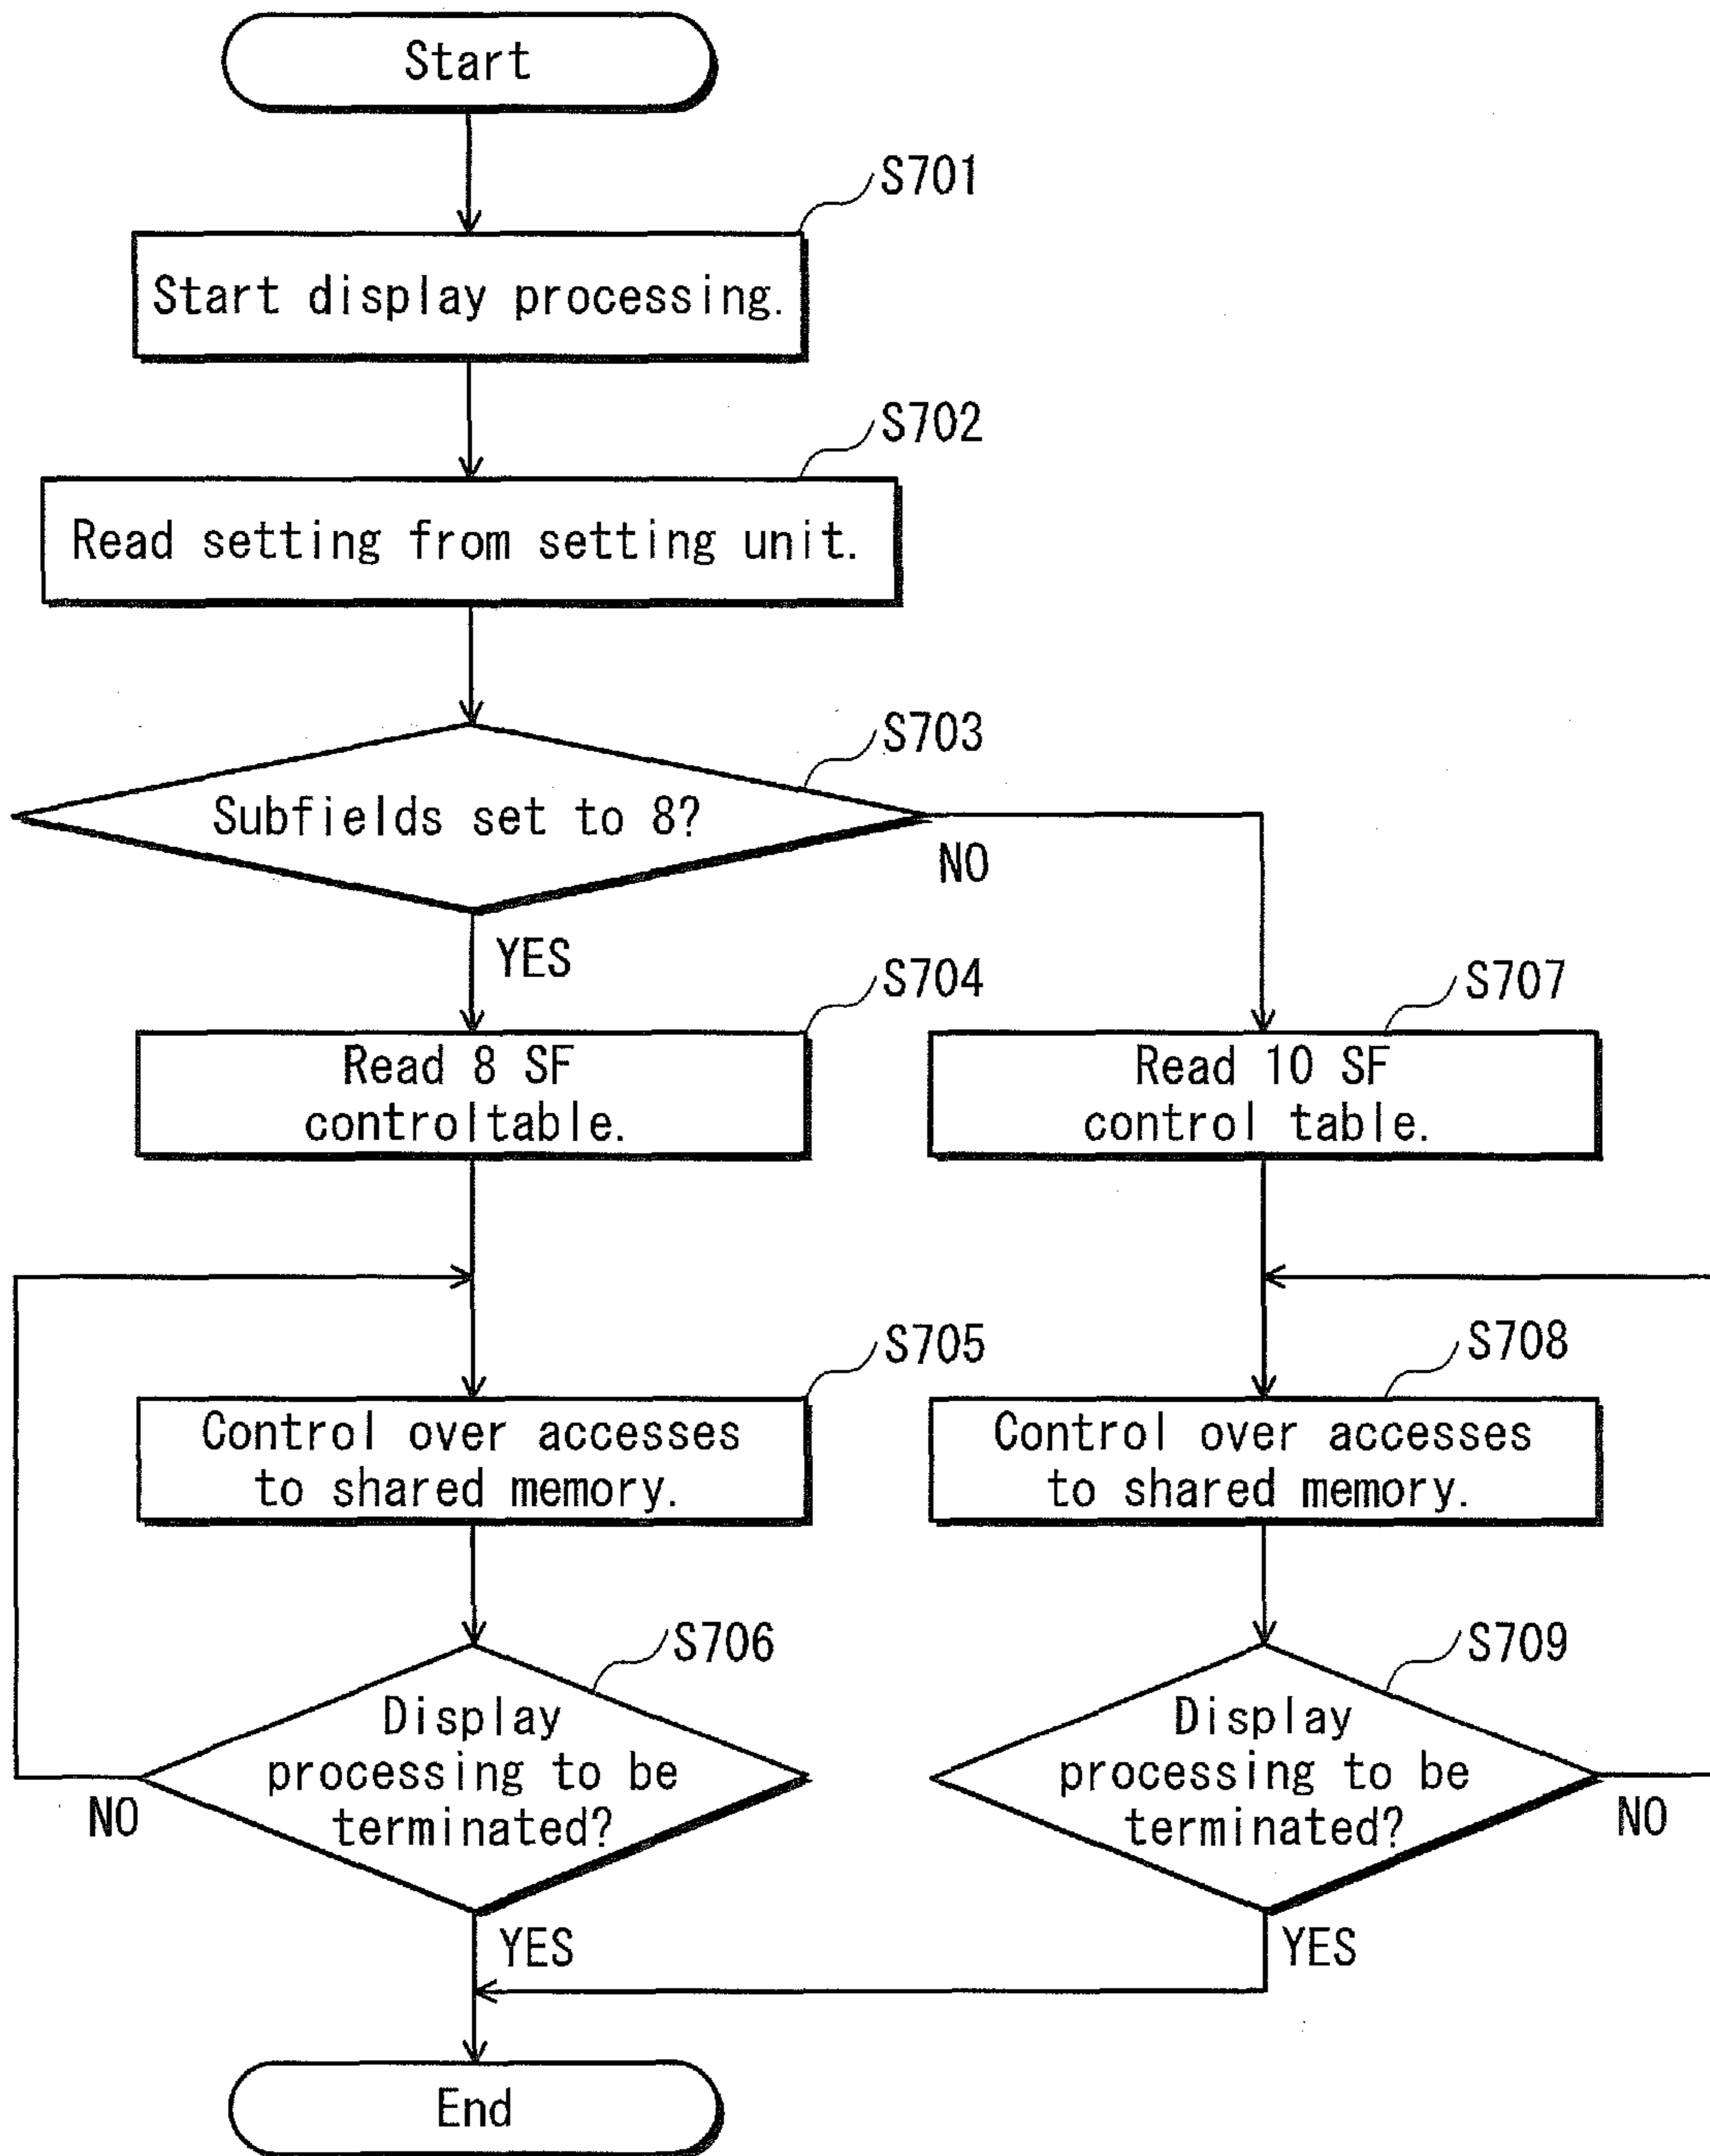 Start
S701
Start display processing.
S702
Read setting from setting unit.
S703
Subfields set to 8?
NO
YES
S704
Read 8 SF
controltable.
S707
Read 10 SF
control table.
S705
Control over accesses
to shared memory.
S708
Control over accesses
to shared memory.
S706
Display
processing to be
terminated?
NO
YES
S709
Display
processing to be
terminated?
NO
YES
End